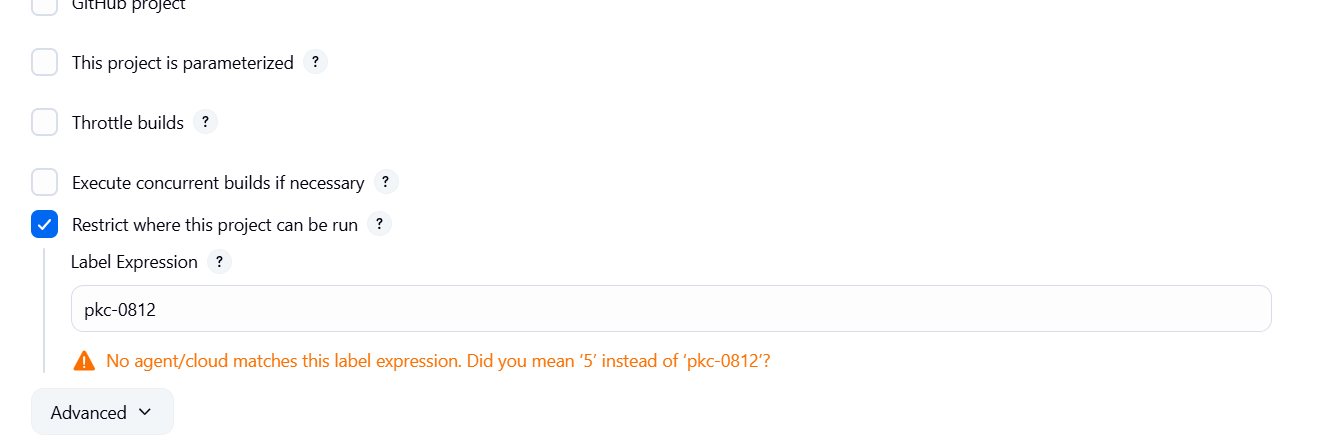 GitHub project
This project is parameterized ?
Throttle builds ?
Execute concurrent builds if necessary ?
Restrict where this project can be run ?
Label Expression ?
pkc-0812
No agent/cloud matches this label expression. Did you mean ‘5’ instead of ‘pkc-0812’?
Advanced